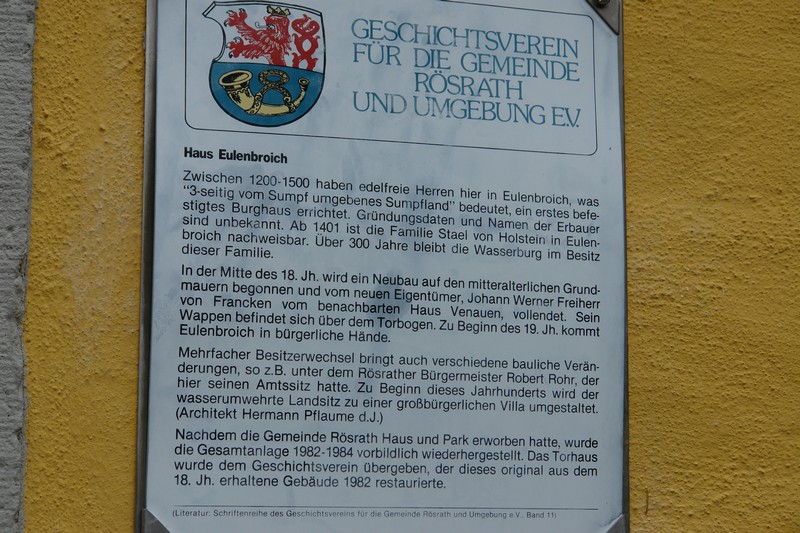 GESCHICHTSVEREIN
FÜR DIE GEMEINDE
RÖSRATH
UND UMGEBUNG E.V.
Haus Eulenbroich
Zwischen 1200-1500 haben edelfreie Herren hier in Eulenbroich, was
"3-seitig vom Sumpf umgebenes Sumpfland" bedeutet, ein erstes befe-
stigtes Burghaus errichtet. Gründungsdaten und Namen der Erbauer
sind unbekannt. Ab 1401 ist die Familie Stael von Holstein in Eulen-
broich nachweisbar. Über 300 Jahre bleibt die Wasserburg im Besitz
dieser Familie.
In der Mitte des 18. Jh. wird ein Neubau auf den mitteralterlichen Grund-
mauern begonnen und vom neuen Eigentümer, Johann Werner Freiherr
von Francken vom benachbarten Haus Venauen, vollendet. Sein
Wappen befindet sich über dem Torbogen. Zu Beginn des 19. Jh. kommt
Eulenbroich in bürgerliche Hände.
Mehrfacher Besitzerwechsel bringt auch verschiedene bauliche Verän-
derungen, so z.B. unter dem Rösrather Bürgermeister Robert Rohr, der
hier seinen Amtssitz hatte. Zu Beginn dieses Jahrhunderts wird der
wasserumwehrte Landsitz zu einer großbürgerlichen Villa umgestaltet.
(Architekt Hermann Pflaume d.J.)
Nachdem die Gemeinde Rösrath Haus und Park erworben hatte, wurde
die Gesamtanlage 1982-1984 vorbildlich wiederhergestellt. Das Torhaus
wurde dem Geschichtsverein übergeben, der dieses original aus dem
18. Jh. erhaltene Gebäude 1982 restaurierte.
(Literatur: Schriftenreihe des Geschichtsvereins für die Gemeinde Rösrath und Umgebung e.V., Band 11)